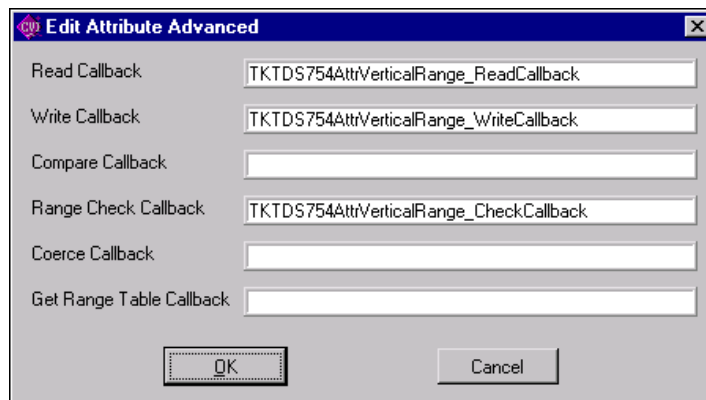 CVI Edit Attribute Advanced
Read Callback TKTDS754AttrVerticalRange_ReadCallback
Write Callback TKTDS754AttrVerticalRange_WriteCallback
Compare Callback
Range Check Callback TKTDS754AttrVerticalRange_CheckCallback
Coerce Callback
Get Range Table Callback
OK Cancel